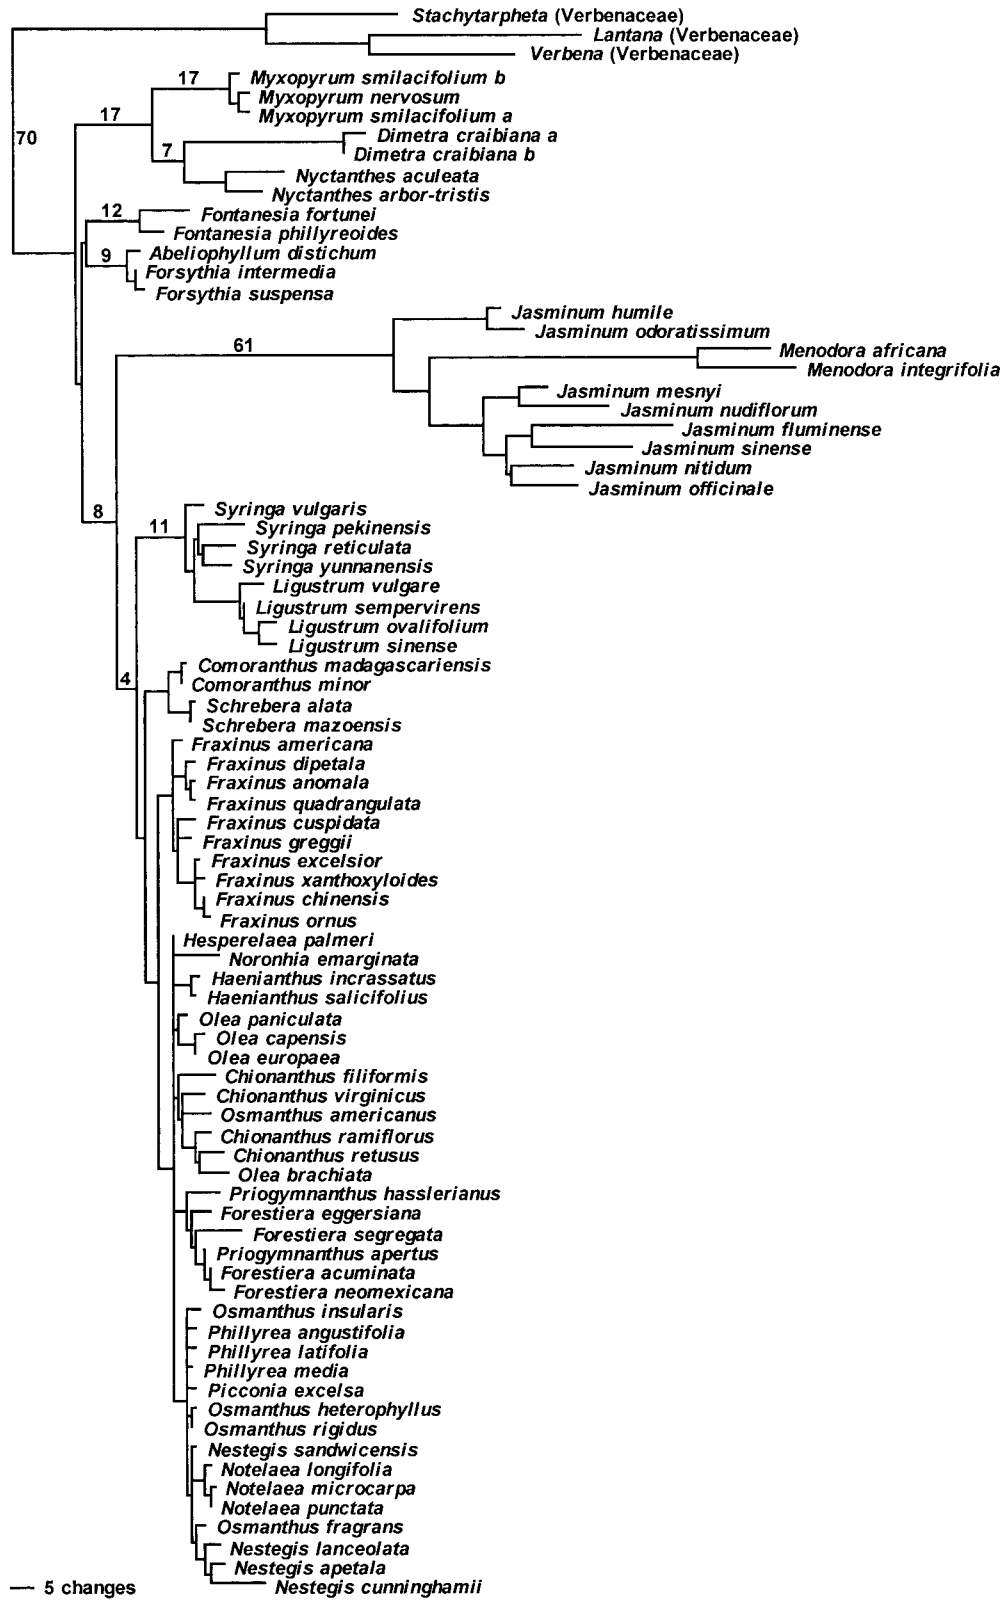 Stachytarpheta (Verbenaceae)
Lantana (Verbenaceae)
Verbena (Verbenaceae)
17
Myxopyrum smilacifolium b
Myxopyrum nervosum
17
Myxopyrum smilacifolium a
70
Dimetra craibiana a
7
Dimetra craibiana b
Nyctanthes aculeata
Nyctanthes arbor-tristis
12
Fontanesia fortunei
Fontanesia phillyreoides
9
Abeliophyllum distichum
Forsythia intermedia
Forsythia suspensa
Jasminum humile
Jasminum odoratissimum
61
Menodora africana
Menodora integrifolia
Jasminum mesnyi
Jasminum nudiflorum
Jasminum fluminense
Jasminum sinense
Jasminum nitidum
Jasminum officinale
8
Syringa vulgaris
11
Syringa pekinensis
Syringa reticulata
Syringa yunnanensis
Ligustrum vulgare
Ligustrum sempervirens
Ligustrum ovalifolium
Ligustrum sinense
Comoranthus madagascariensis
4
Comoranthus minor
Schrebera alata
Schrebera mazoensis
Fraxinus americana
Fraxinus dipetala
Fraxinus anomala
Fraxinus quadrangulata
Fraxinus cuspidata
Fraxinus greggii
Fraxinus excelsior
Fraxinus xanthoxyloides
Fraxinus chinensis
Fraxinus ornus
Hesperelaea palmeri
Noronhia emarginata
Haenianthus incrassatus
Haenianthus salicifolius
Olea paniculata
Olea capensis
Olea europaea
Chionanthus filiformis
Chionanthus virginicus
Osmanthus americanus
Chionanthus ramiflorus
Chionanthus retusus
Olea brachiata
Priogymnanthus hasslerianus
Forestiera eggersiana
Forestiera segregata
Priogymnanthus apertus
Forestiera acuminata
Forestiera neomexicana
Osmanthus insularis
Phillyrea angustifolia
Phillyrea latifolia
Phillyrea media
Picconia excelsa
Osmanthus heterophyllus
Osmanthus rigidus
Nestegis sandwicensis
Notelaea longifolia
Notelaea microcarpa
Notelaea punctata
Osmanthus fragrans
Nestegis lanceolata
Nestegis apetala
Nestegis cunninghamii
5 changes